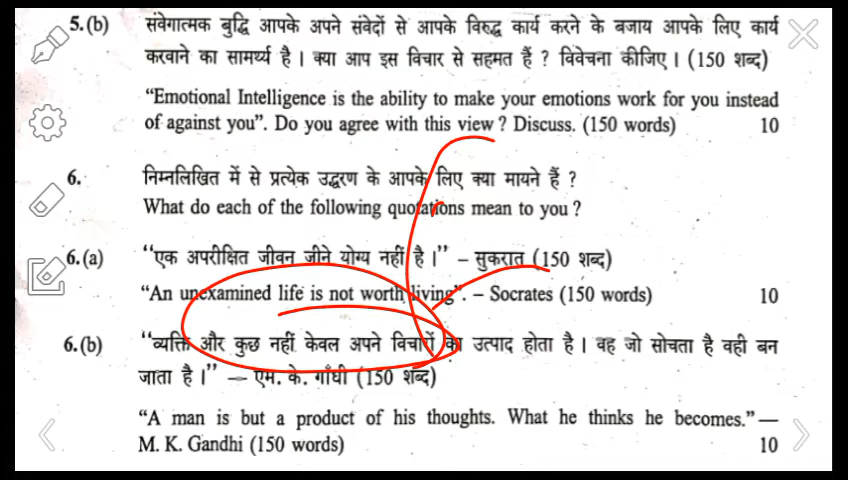 5.(b) संवेगात्मक बुद्धि आपके अपने संवेदों से आपके विरुद्ध कार्य करने के बजाय आपके लिए कार्य
करवाने का सामर्थ्य है । क्या आप इस विचार से सहमत हैं ? विवेचना कीजिए । (150 शब्द)
“Emotional Intelligence is the ability to make your emotions work for you instead
of against you”. Do you agree with this view ? Discuss. (150 words) 10
6. निम्नलिखित में से प्रत्येक उद्धरण के आपके लिए क्या मायने हैं ?
What do each of the following quotations mean to you ?
6.(a) “एक अपरीक्षित जीवन जीने योग्य नहीं है ।” – सुकरात (150 शब्द)
“An unexamined life is not worth living”. – Socrates (150 words) 10
6.(b) “व्यक्ति और कुछ नहीं केवल अपने विचारों का उत्पाद होता है । वह जो सोचता है वही बन
जाता है ।” — एम. के. गाँधी (150 शब्द)
“A man is but a product of his thoughts. What he thinks he becomes.” —
M. K. Gandhi (150 words) 10